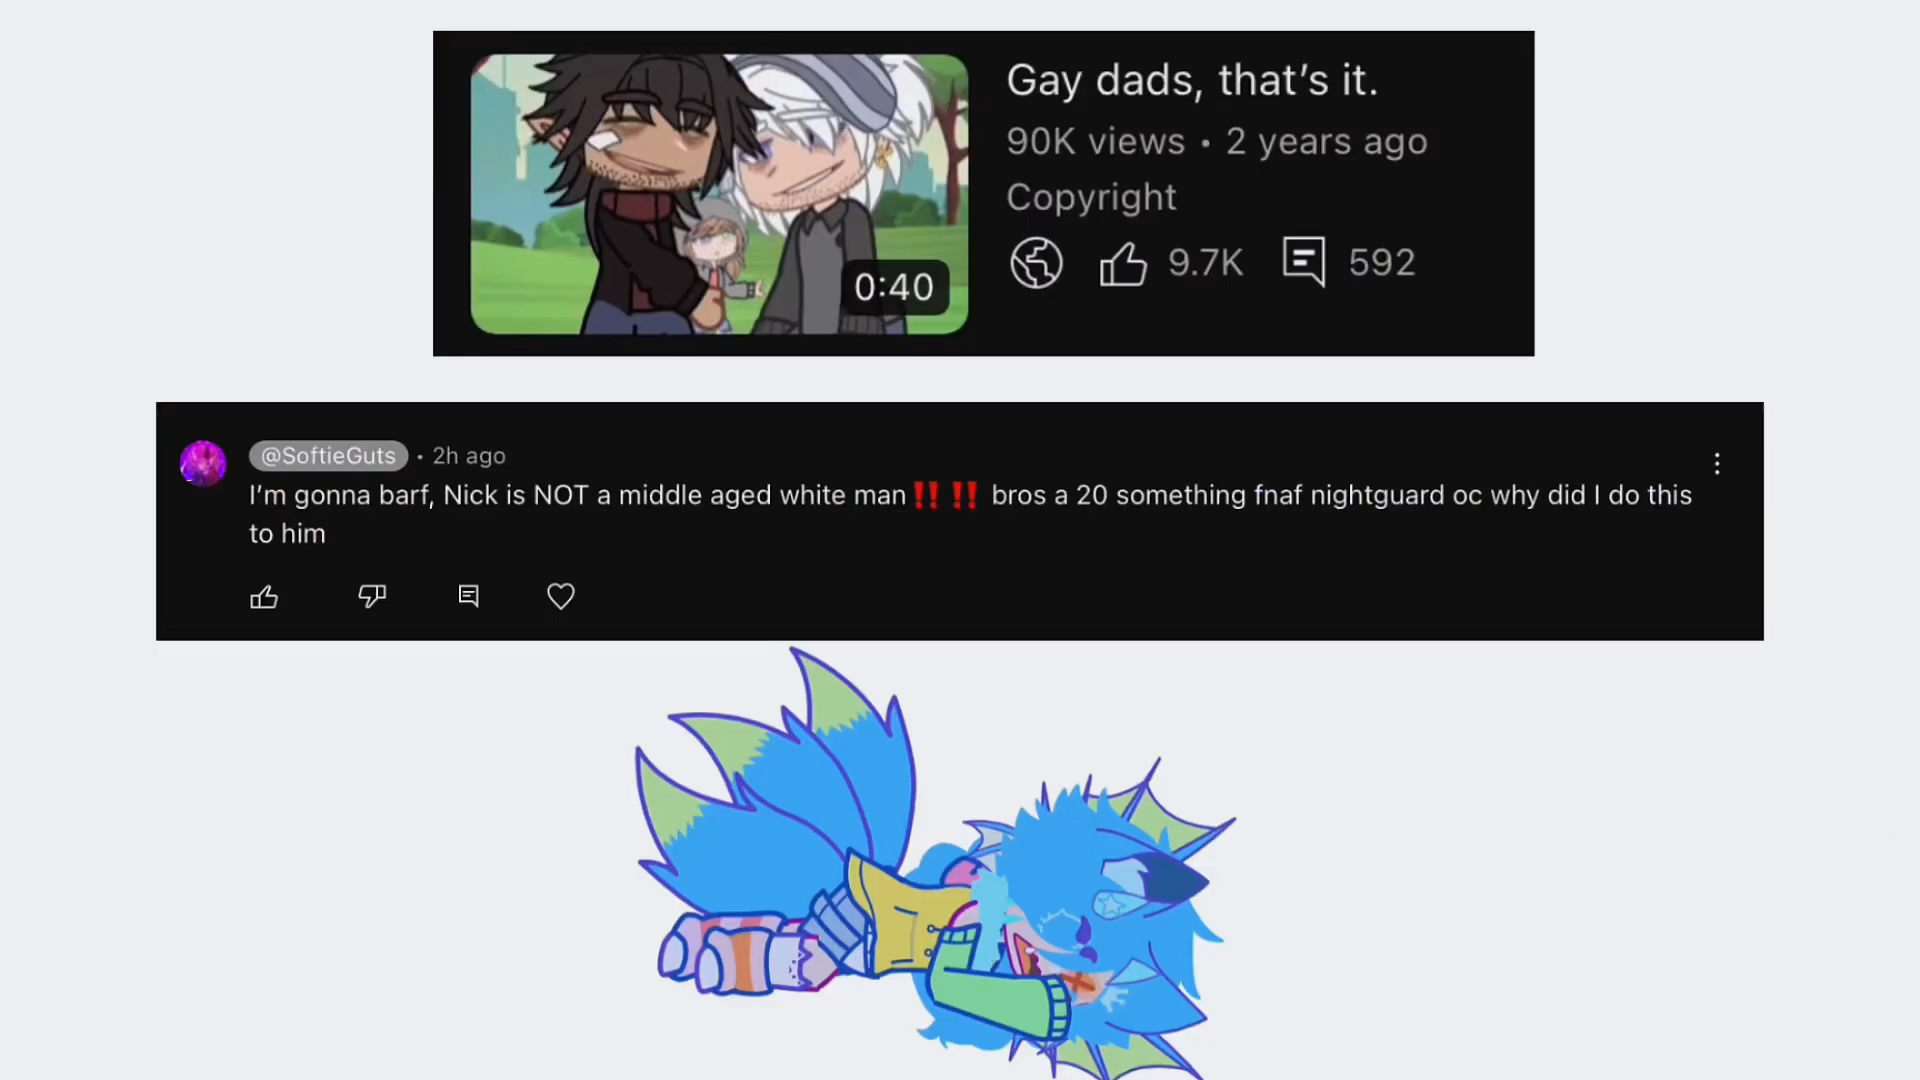 Gay dads, that’s it.
90K views • 2 years ago
Copyright
9.7K 592
0:40
@SoftieGuts • 2h ago
I’m gonna barf, Nick is NOT a middle aged white man‼️‼️ bros a 20 something fnaf nightguard oc why did I do this
to him